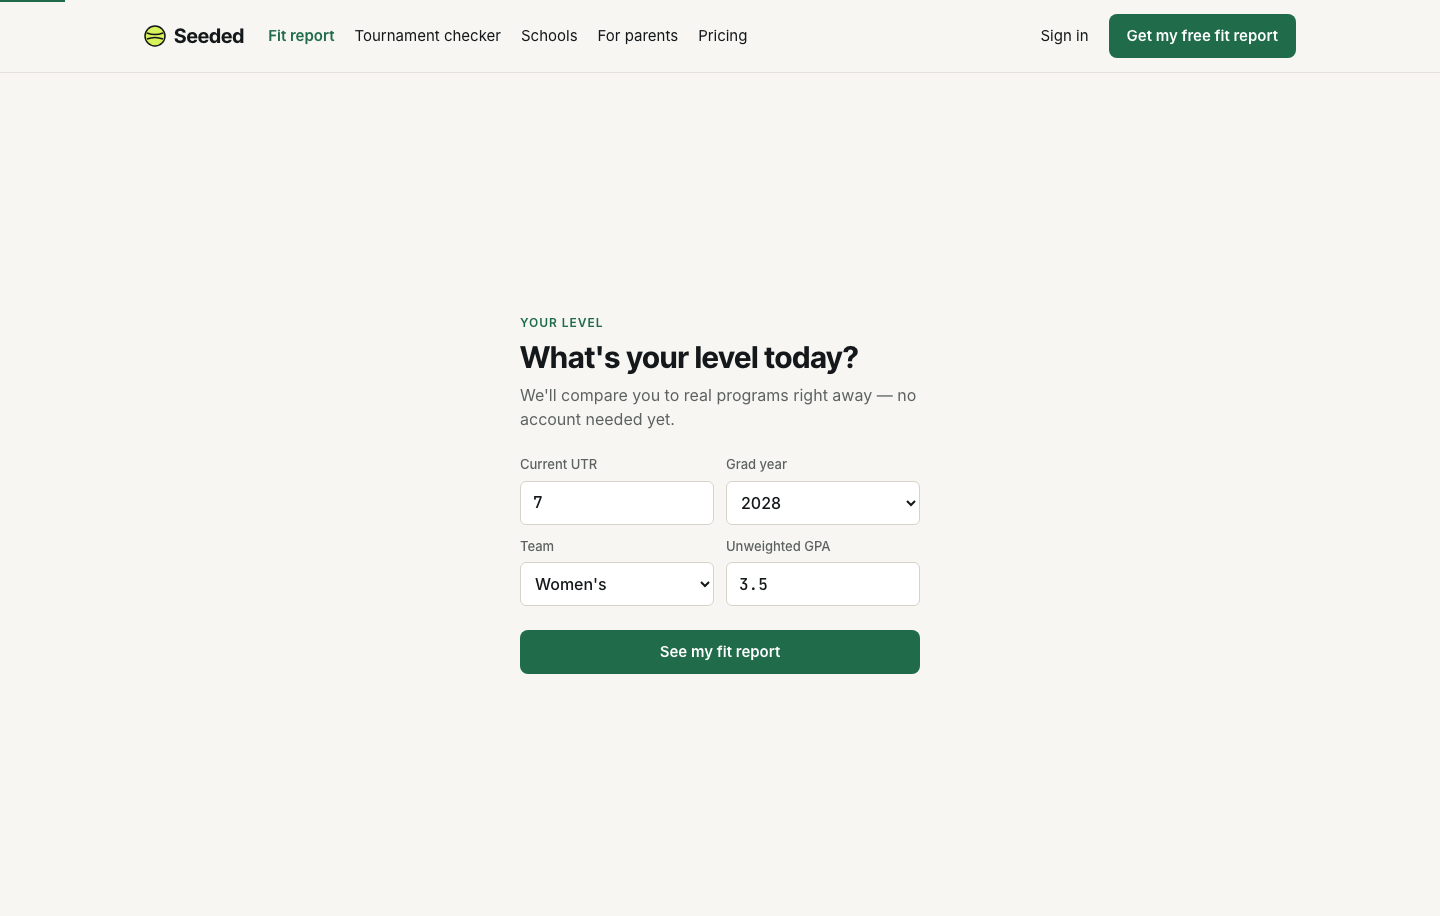 Seeded
Fit report
Tournament checker
Schools
For parents
Pricing
Sign in
Get my free fit report
YOUR LEVEL
What's your level today?
We'll compare you to real programs right away — no
account needed yet.
Current UTR
Grad year
7
2028
Team
Unweighted GPA
Women's
3.5
See my fit report